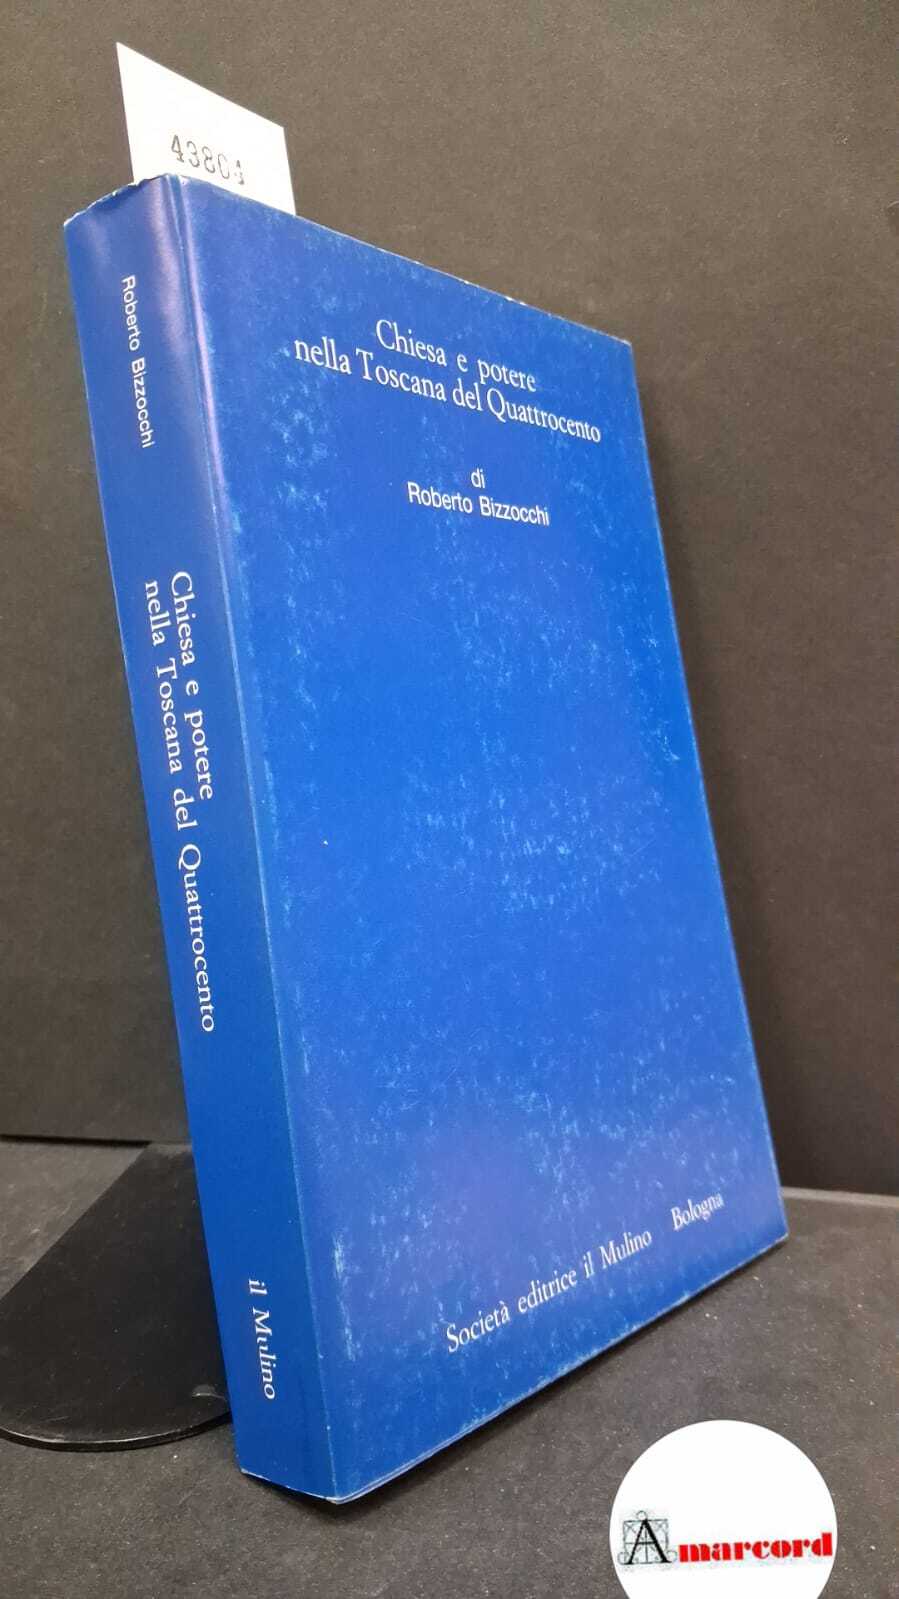 43804
Chiesa e potere
nella Toscana del Quattrocento
di
Roberto Bizzocchi
Società editrice il Mulino Bologna
Roberto Bizzocchi
Chiesa e potere
nella Toscana del Quattrocento
il Mulino
Amarcord